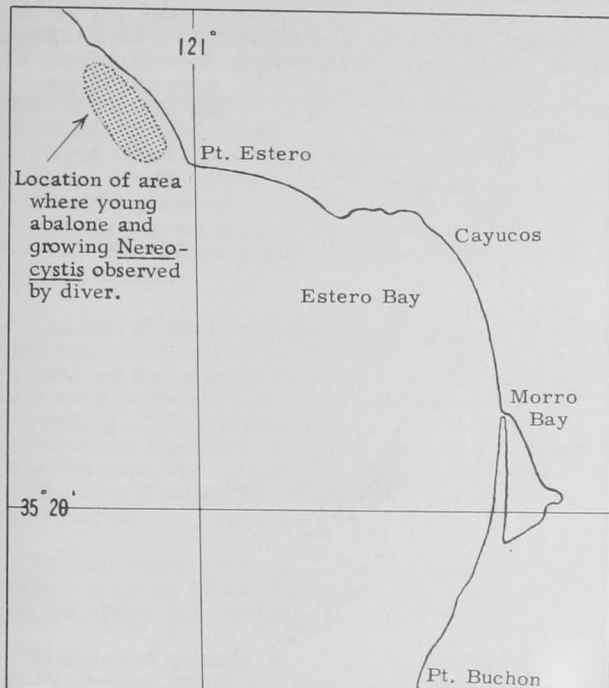 121°
Pt. Estero
Location of area
where young
abalone and
growing Nereo-
cystis observed
by diver.
Cayucos
Estero Bay
Morro
Bay
35° 20'
Pt. Buchon